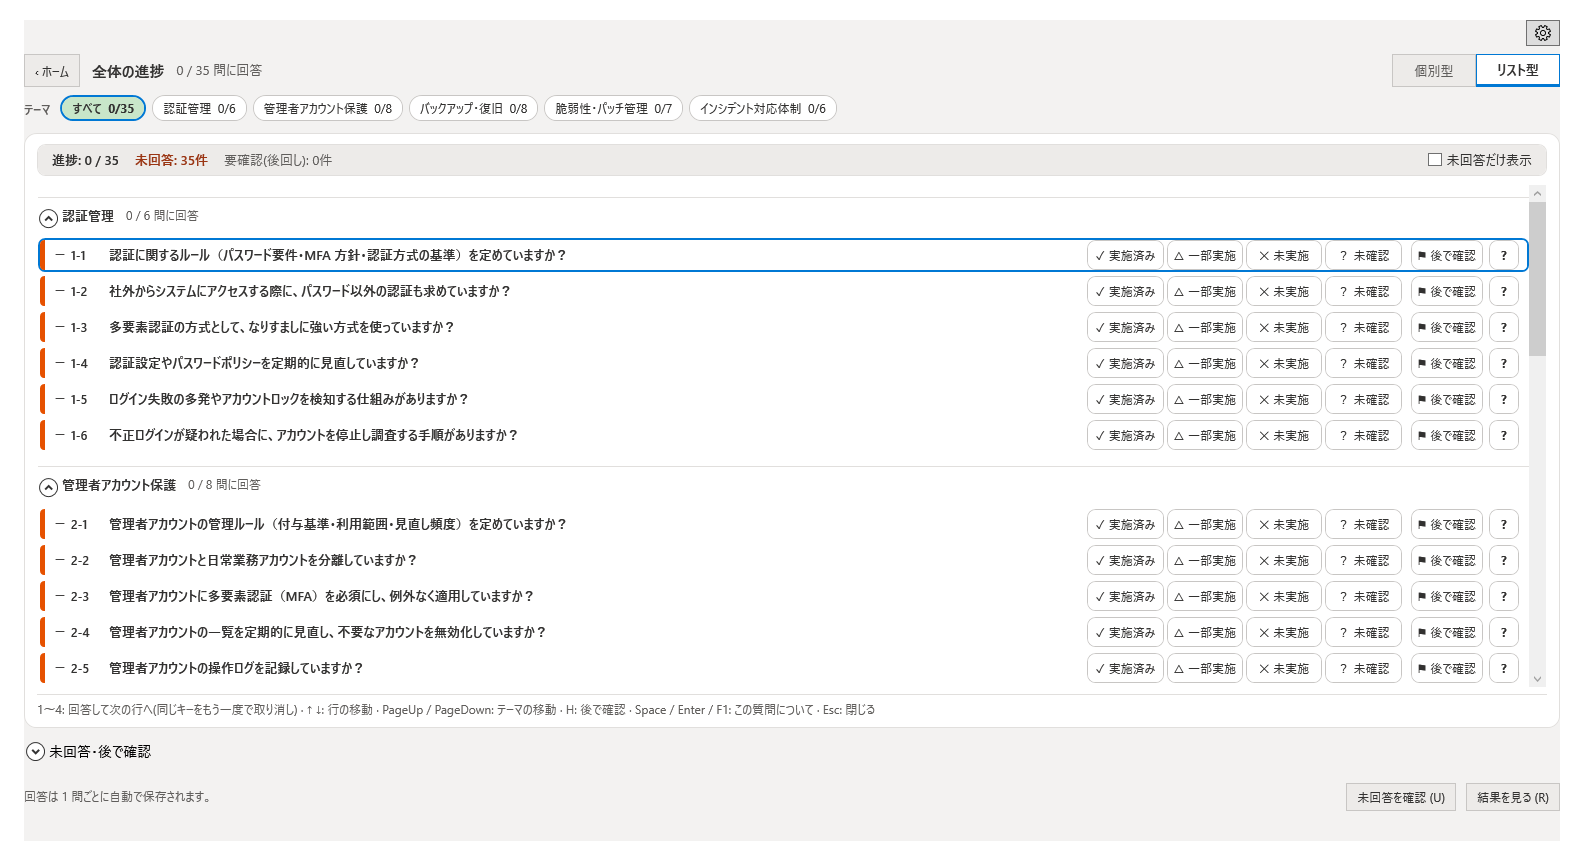 ‹ ホーム 全体の進捗 0 / 35 問に回答 個別型 リスト型
テーマ すべて 0/35 認証管理 0/6 管理者アカウント保護 0/8 バックアップ・復旧 0/8 脆弱性・パッチ管理 0/7 インシデント対応体制 0/6
進捗: 0 / 35 未回答: 35件 要確認(後回し): 0件 未回答だけ表示
認証管理 0 / 6 問に回答
― 1-1 認証に関するルール（パスワード要件・MFA 方針・認証方式の基準）を定めていますか？ ✓ 実施済み △ 一部実施 × 未実施 ? 未確認 ⚑ 後で確認 ?
― 1-2 社外からシステムにアクセスする際に、パスワード以外の認証も求めていますか？ ✓ 実施済み △ 一部実施 × 未実施 ? 未確認 ⚑ 後で確認 ?
― 1-3 多要素認証の方式として、なりすましに強い方式を使っていますか？ ✓ 実施済み △ 一部実施 × 未実施 ? 未確認 ⚑ 後で確認 ?
― 1-4 認証設定やパスワードポリシーを定期的に見直していますか？ ✓ 実施済み △ 一部実施 × 未実施 ? 未確認 ⚑ 後で確認 ?
― 1-5 ログイン失敗の多発やアカウントロックを検知する仕組みがありますか？ ✓ 実施済み △ 一部実施 × 未実施 ? 未確認 ⚑ 後で確認 ?
― 1-6 不正ログインが疑われた場合に、アカウントを停止し調査する手順がありますか？ ✓ 実施済み △ 一部実施 × 未実施 ? 未確認 ⚑ 後で確認 ?
管理者アカウント保護 0 / 8 問に回答
― 2-1 管理者アカウントの管理ルール（付与基準・利用範囲・見直し頻度）を定めていますか？ ✓ 実施済み △ 一部実施 × 未実施 ? 未確認 ⚑ 後で確認 ?
― 2-2 管理者アカウントと日常業務アカウントを分離していますか？ ✓ 実施済み △ 一部実施 × 未実施 ? 未確認 ⚑ 後で確認 ?
― 2-3 管理者アカウントに多要素認証（MFA）を必須にし、例外なく適用していますか？ ✓ 実施済み △ 一部実施 × 未実施 ? 未確認 ⚑ 後で確認 ?
― 2-4 管理者アカウントの一覧を定期的に見直し、不要なアカウントを無効化していますか？ ✓ 実施済み △ 一部実施 × 未実施 ? 未確認 ⚑ 後で確認 ?
― 2-5 管理者アカウントの操作ログを記録していますか？ ✓ 実施済み △ 一部実施 × 未実施 ? 未確認 ⚑ 後で確認 ?
1〜4: 回答して次の行へ(同じキーをもう一度で取り消し) · ↑ ↓: 行の移動 · PageUp / PageDown: テーマの移動 · H: 後で確認 · Space / Enter / F1: この質問について · Esc: 閉じる
未回答・後で確認
回答は 1 問ごとに自動で保存されます。 未回答を確認 (U) 結果を見る (R)